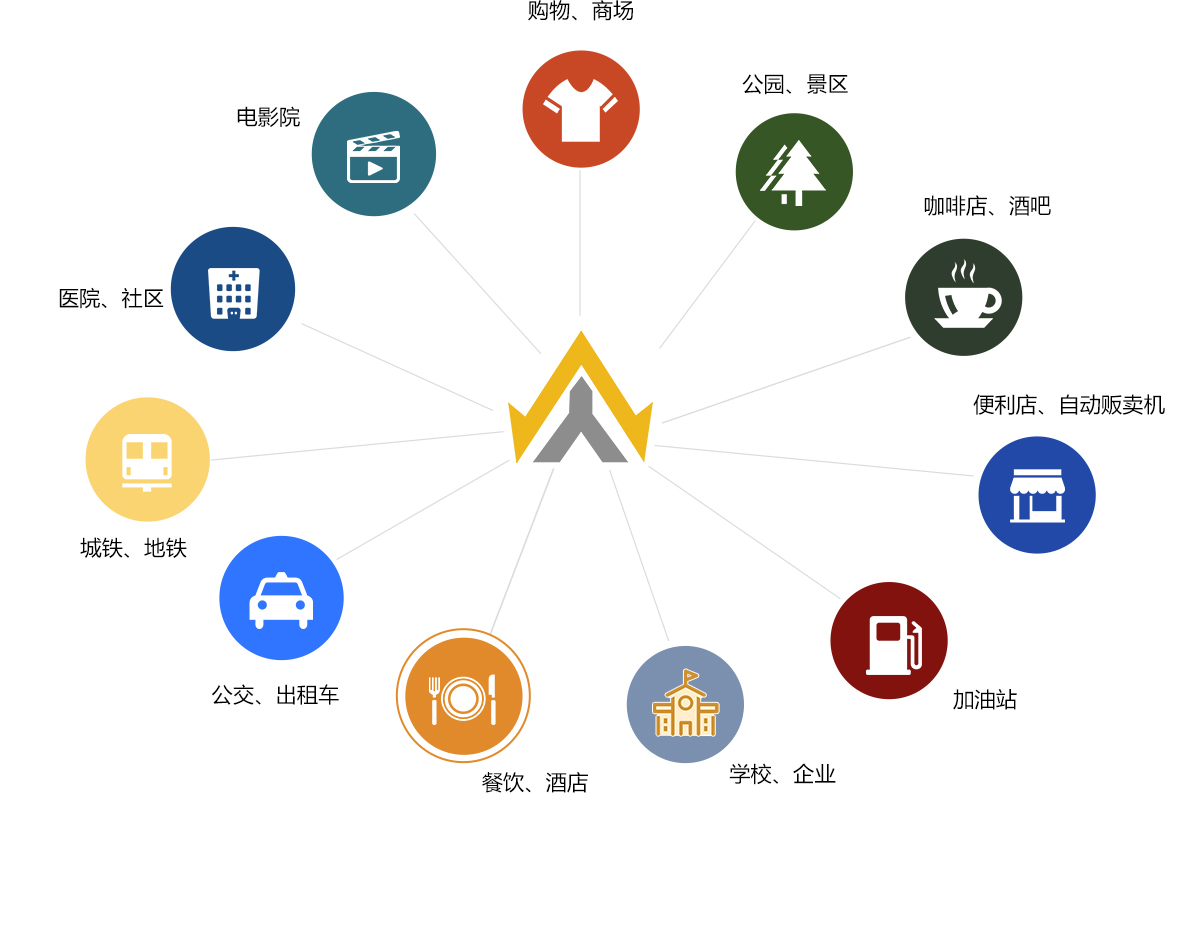 购物、商场
公园、景区
电影院
咖啡店、酒吧
医院、社区
便利店、自动贩卖机
城铁、地铁
公交、出租车
加油站
学校、企业
餐饮、酒店